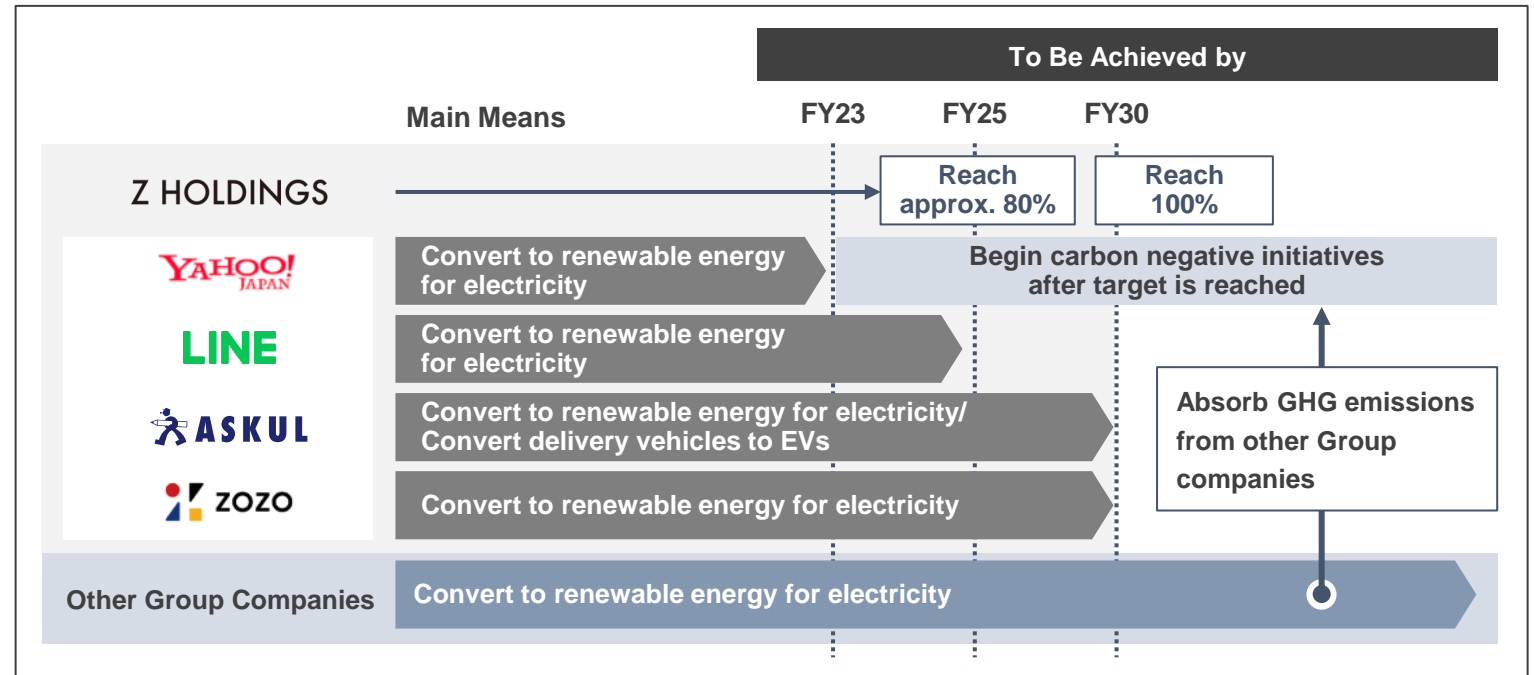 To Be Achieved by
Main Means
FY23
FY25
FY30
Z HOLDINGS
Reach
approx. 80%
Reach
100%
YAHOO!
JAPAN
Convert to renewable energy
for electricity
Begin carbon negative initiatives
after target is reached
LINE
Convert to renewable energy
for electricity
ASKUL
Convert to renewable energy for electricity/
Convert delivery vehicles to EVs
Absorb GHG emissions
from other Group
companies
ZOZO
Convert to renewable energy for electricity
Other Group Companies
Convert to renewable energy for electricity